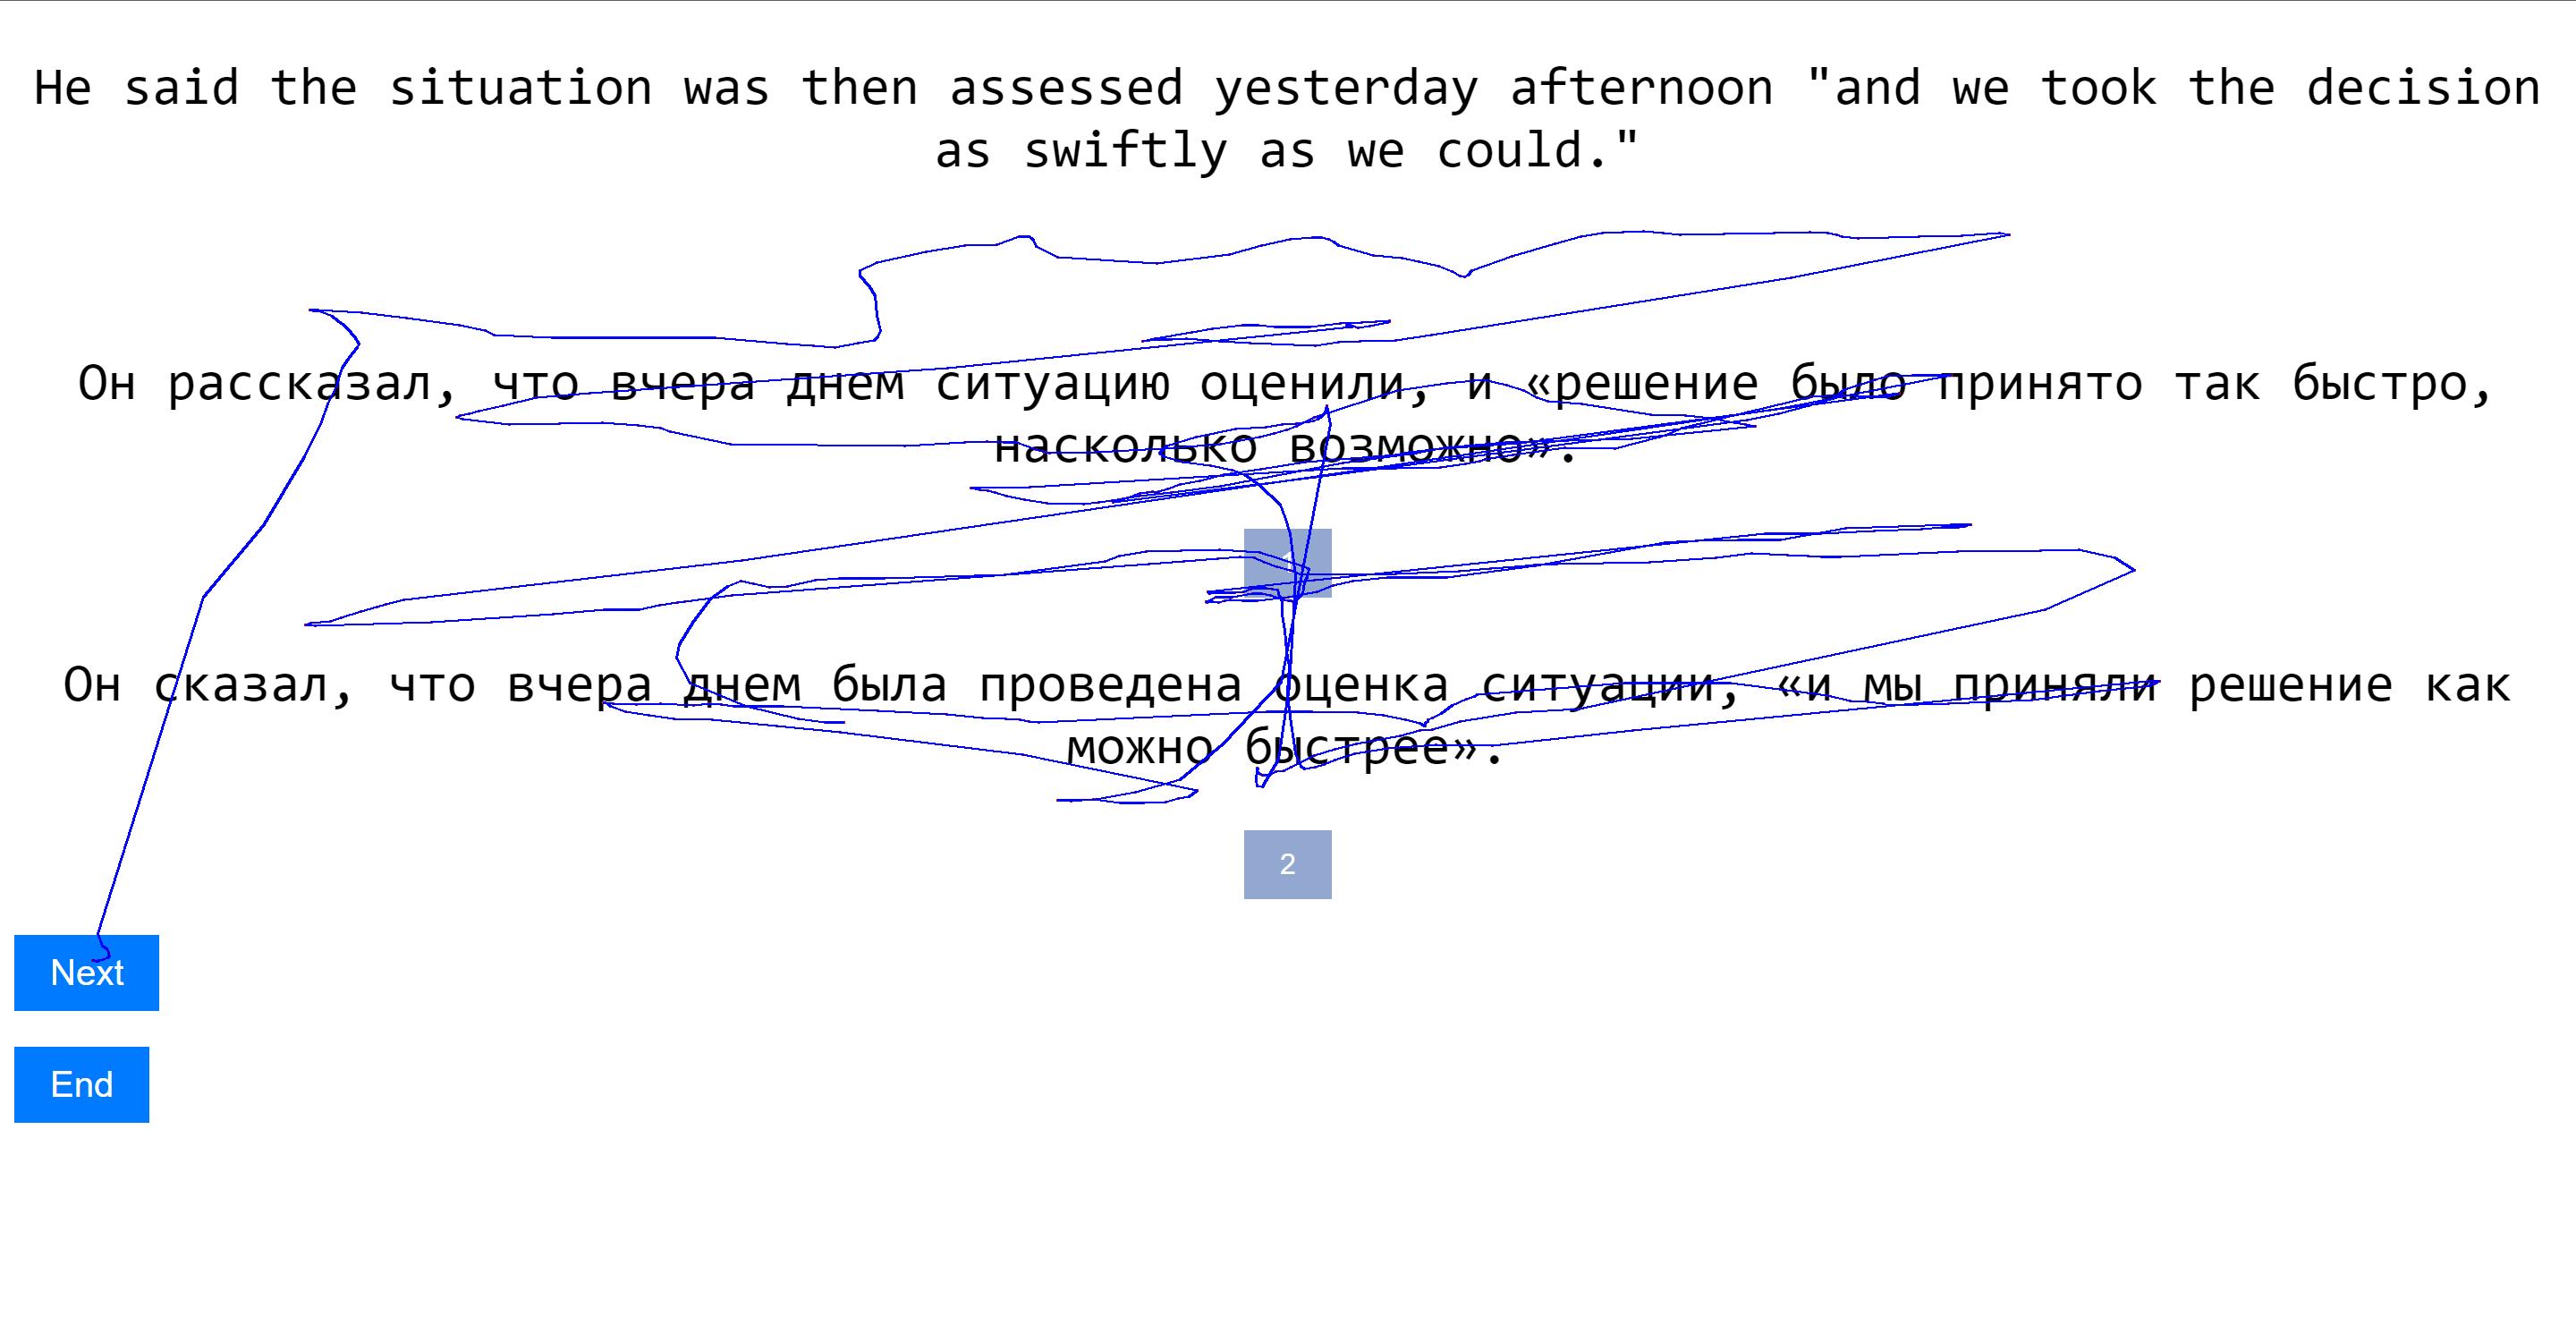 He said the situation was then assessed yesterday afternoon "and we took the decision
as swiftly as we could."
Он рассказал, что вчера днем ситуацию оценили, и «решение было принято так быстро,
насколько возможно».
1
Он сказал, что вчера днем была проведена оценка ситуации, «и мы приняли решение как
можно быстрее».
2
Next
End